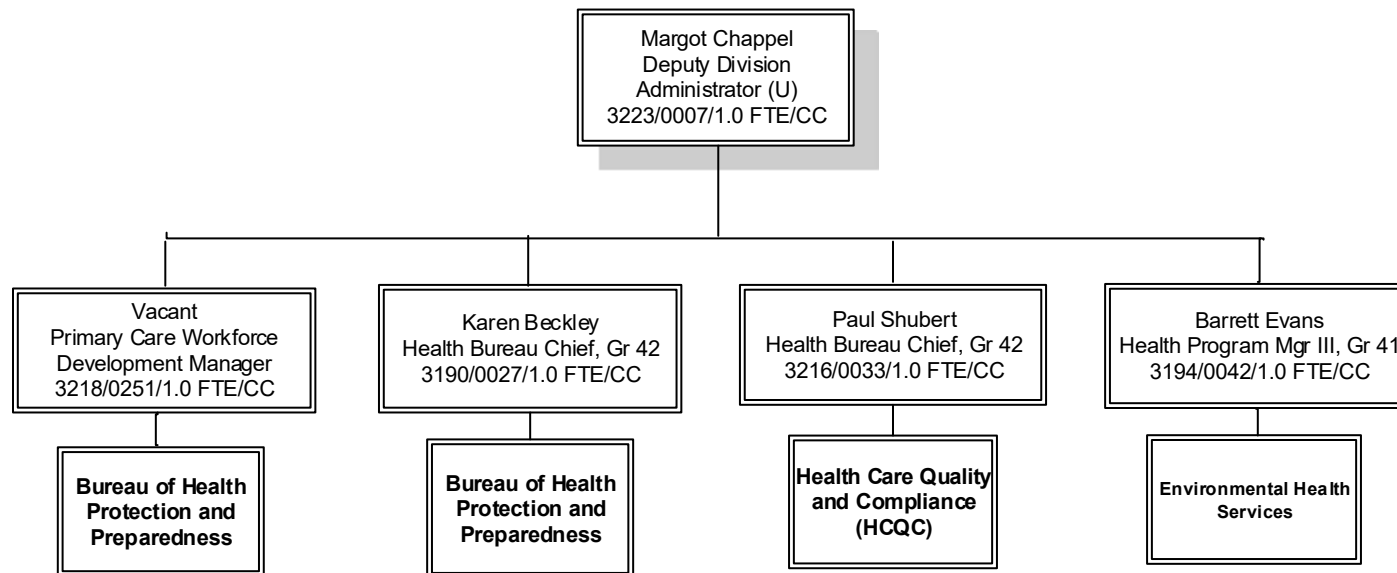 Margot Chappel
Deputy Division
Administrator (U)
3223/0007/1.0 FTE/CC
Vacant
Primary Care Workforce
Development Manager
3218/0251/1.0 FTE/CC
Karen Beckley
Health Bureau Chief, Gr 42
3190/0027/1.0 FTE/CC
Paul Shubert
Health Bureau Chief, Gr 42
3216/0033/1.0 FTE/CC
Barrett Evans
Health Program Mgr III, Gr 41
3194/0042/1.0 FTE/CC
Bureau of Health
Protection and
Preparedness
Bureau of Health
Protection and
Preparedness
Health Care Quality
and Compliance
(HCQC)
Environmental Health
Services